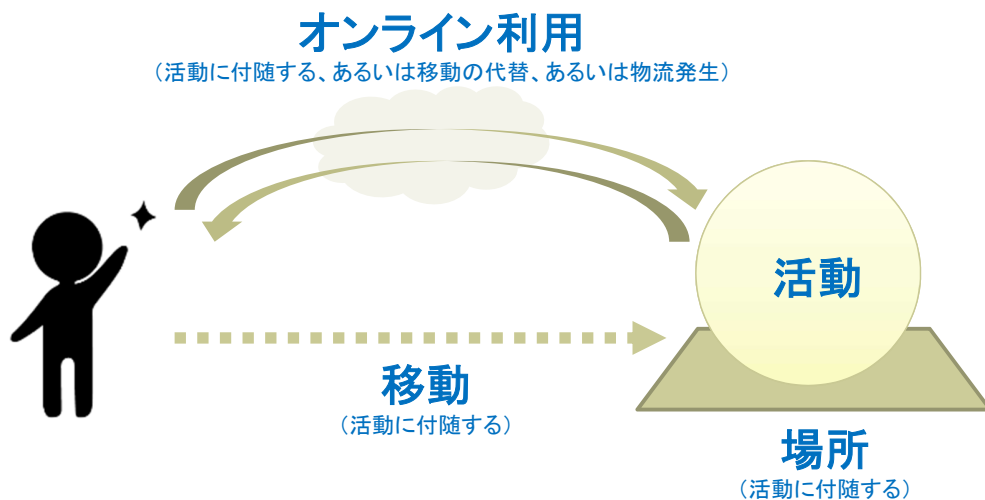 オンライン利用
（活動に付随する、あるいは移動の代替、あるいは物流発生）
活動
移動
（活動に付随する）
場所
（活動に付随する）